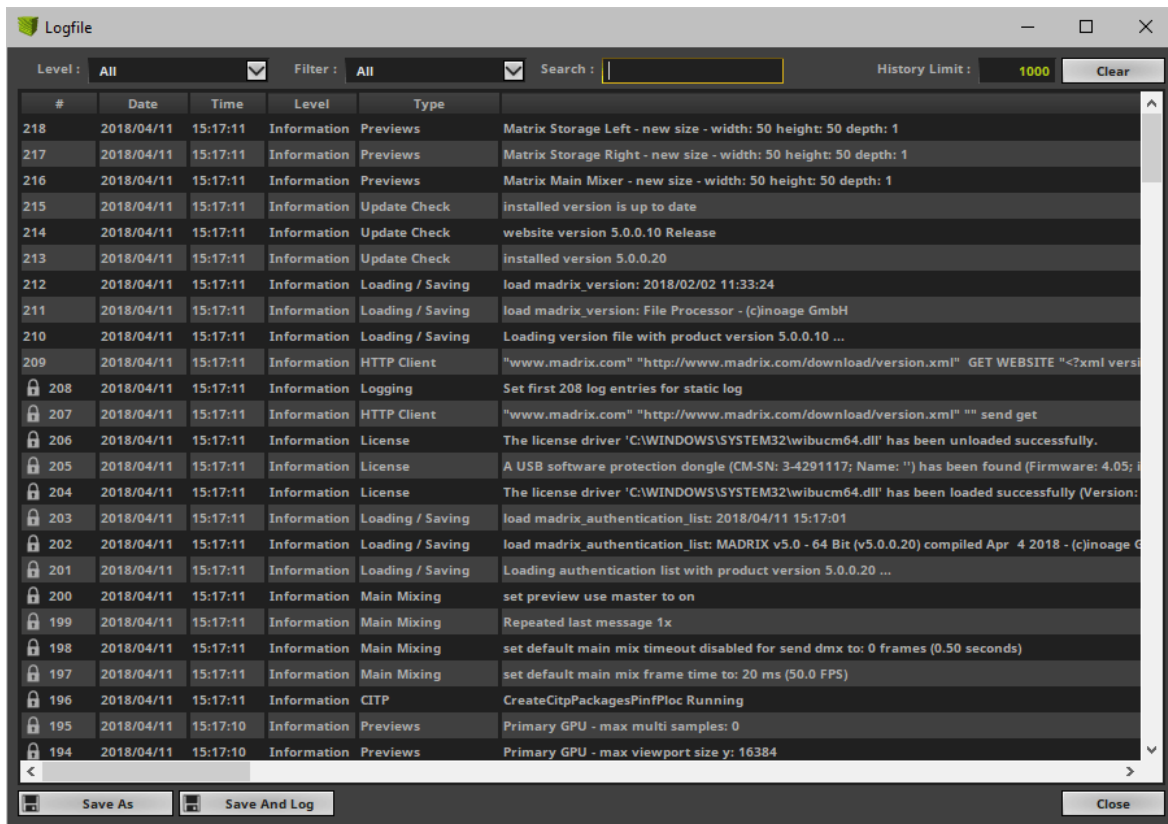 Logfile
Level : All Filter : All Search : History Limit : 1000 Clear
# Date Time Level Type
218 2018/04/11 15:17:11 Information Previews Matrix Storage Left - new size - width: 50 height: 50 depth: 1
217 2018/04/11 15:17:11 Information Previews Matrix Storage Right - new size - width: 50 height: 50 depth: 1
216 2018/04/11 15:17:11 Information Previews Matrix Main Mixer - new size - width: 50 height: 50 depth: 1
215 2018/04/11 15:17:11 Information Update Check installed version is up to date
214 2018/04/11 15:17:11 Information Update Check website version 5.0.0.10 Release
213 2018/04/11 15:17:11 Information Update Check installed version 5.0.0.20
212 2018/04/11 15:17:11 Information Loading / Saving load madrix_version: 2018/02/02 11:33:24
211 2018/04/11 15:17:11 Information Loading / Saving load madrix_version: File Processor - (c)inoage GmbH
210 2018/04/11 15:17:11 Information Loading / Saving Loading version file with product version 5.0.0.10 ...
209 2018/04/11 15:17:11 Information HTTP Client "www.madrix.com" "http://www.madrix.com/download/version.xml" GET WEBSITE "<?xml versi
208 2018/04/11 15:17:11 Information Logging Set first 208 log entries for static log
207 2018/04/11 15:17:11 Information HTTP Client "www.madrix.com" "http://www.madrix.com/download/version.xml" "" send get
206 2018/04/11 15:17:11 Information License The license driver 'C:\WINDOWS\SYSTEM32\wibucm64.dll' has been unloaded successfully.
205 2018/04/11 15:17:11 Information License A USB software protection dongle (CM-SN: 3-4291117; Name: '') has been found (Firmware: 4.05; i
204 2018/04/11 15:17:11 Information License The license driver 'C:\WINDOWS\SYSTEM32\wibucm64.dll' has been loaded successfully (Version:
203 2018/04/11 15:17:11 Information Loading / Saving load madrix_authentication_list: 2018/04/11 15:17:01
202 2018/04/11 15:17:11 Information Loading / Saving load madrix_authentication_list: MADRIX v5.0 - 64 Bit (v5.0.0.20) compiled Apr 4 2018 - (c)inoage G
201 2018/04/11 15:17:11 Information Loading / Saving Loading authentication list with product version 5.0.0.20 ...
200 2018/04/11 15:17:11 Information Main Mixing set preview use master to on
199 2018/04/11 15:17:11 Information Main Mixing Repeated last message 1x
198 2018/04/11 15:17:11 Information Main Mixing set default main mix timeout disabled for send dmx to: 0 frames (0.50 seconds)
197 2018/04/11 15:17:11 Information Main Mixing set default main mix frame time to: 20 ms (50.0 FPS)
196 2018/04/11 15:17:11 Information CITP CreateCitpPackagesPinfPloc Running
195 2018/04/11 15:17:10 Information Previews Primary GPU - max multi samples: 0
194 2018/04/11 15:17:10 Information Previews Primary GPU - max viewport size y: 16384
Save As Save And Log Close